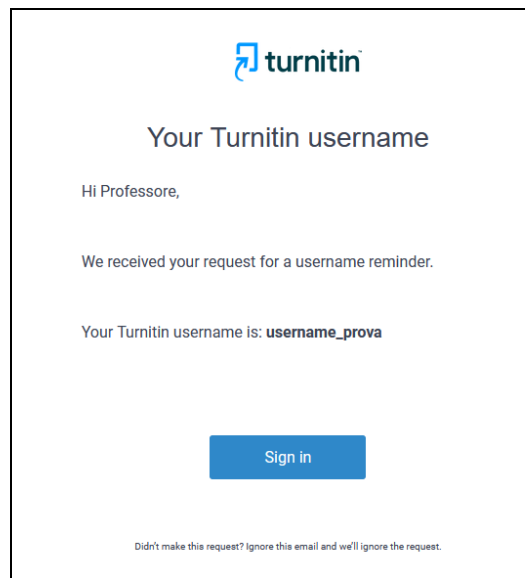 turnitin
Your Turnitin username
Hi Professore,
We received your request for a username reminder.
Your Turnitin username is: username_prova
Sign in
Didn't make this request? Ignore this email and we'll ignore the request.